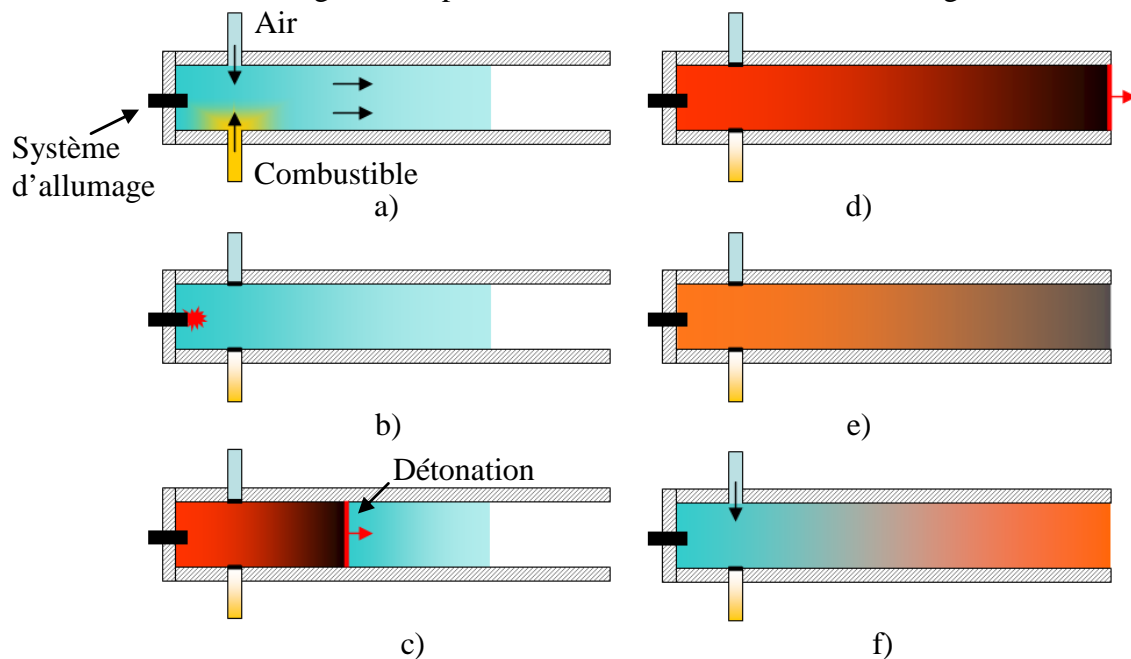 Air
Système
d'allumage
Combustible
a)
d)
b)
e)
Détonation
c)
f)